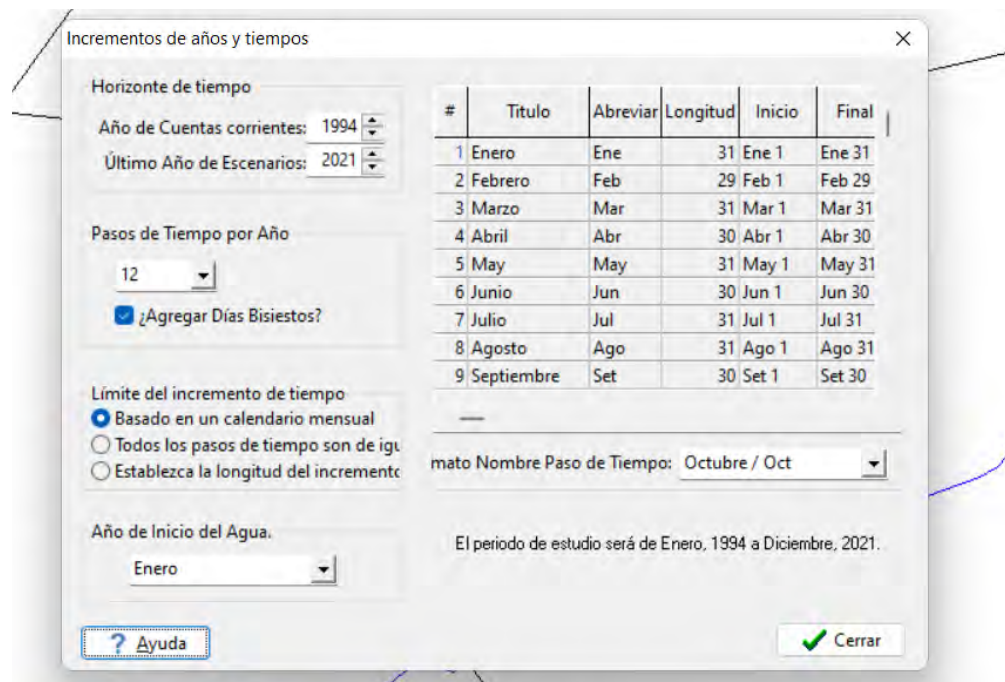 Incrementos de años y tiempos
Horizonte de tiempo
Año de Cuentas corrientes: 1994
Último Año de Escenarios: 2021
Pasos de Tiempo por Año
12
¿Agregar Días Bisiestos?
Límite del incremento de tiempo
Basado en un calendario mensual
Todos los pasos de tiempo son de igu
Establezca la longitud del incremento
Año de Inicio del Agua.
Enero
? Ayuda
# Titulo Abreviar Longitud Inicio Final
1 Enero Ene 31 Ene 1 Ene 31
2 Febrero Feb 29 Feb 1 Feb 29
3 Marzo Mar 31 Mar 1 Mar 31
4 Abril Abr 30 Abr 1 Abr 30
5 May May 31 May 1 May 31
6 Junio Jun 30 Jun 1 Jun 30
7 Julio Jul 31 Jul 1 Jul 31
8 Agosto Ago 31 Ago 1 Ago 31
9 Septiembre Set 30 Set 1 Set 30
mato Nombre Paso de Tiempo: Octubre / Oct
El periodo de estudio será de Enero, 1994 a Diciembre, 2021.
Cerrar